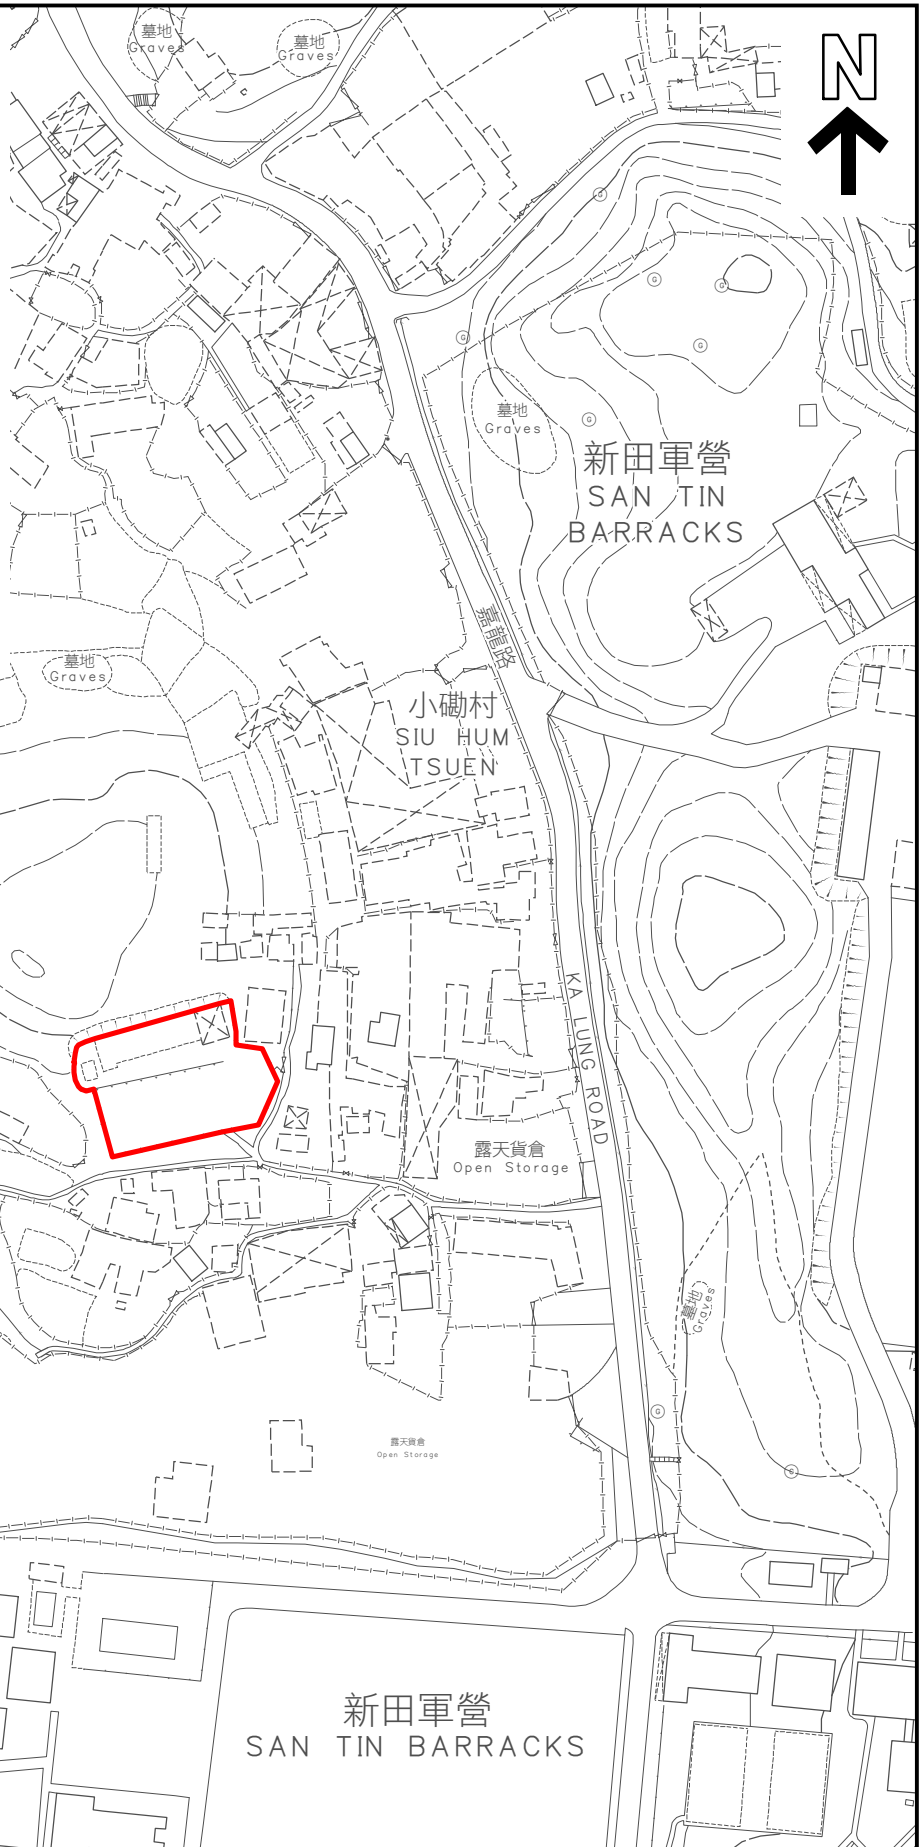 墓地
Graves
墓地
Graves
N
G
G
G
G
G
墓地
Graves
G
新田軍營
SAN TIN
BARRACKS
嘉龍路
墓地
Graves
小磡村
SIU HUM
TSUEN
KA LUNG ROAD
露天貨倉
Open Storage
墓地
Graves
G
露天貨倉
Open Storage
G
新田軍營
SAN TIN BARRACKS